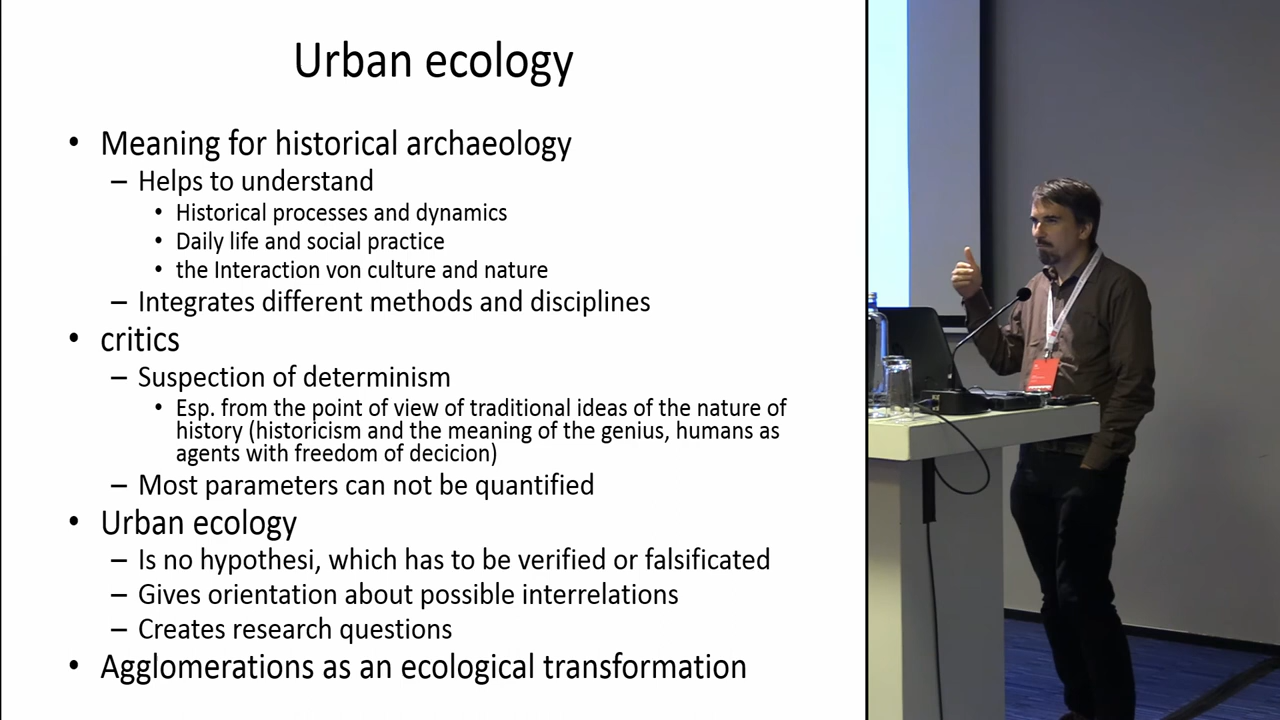 Urban ecology
• Meaning for historical archaeology
– Helps to understand
• Historical processes and dynamics
• Daily life and social practice
• the Interaction von culture and nature
– Integrates different methods and disciplines
• critics
– Suspection of determinism
• Esp. from the point of view of traditional ideas of the nature of
history (historicism and the meaning of the genius, humans as
agents with freedom of decicion)
– Most parameters can not be quantified
• Urban ecology
– Is no hypothesi, which has to be verified or falsificated
– Gives orientation about possible interrelations
– Creates research questions
• Agglomerations as an ecological transformation